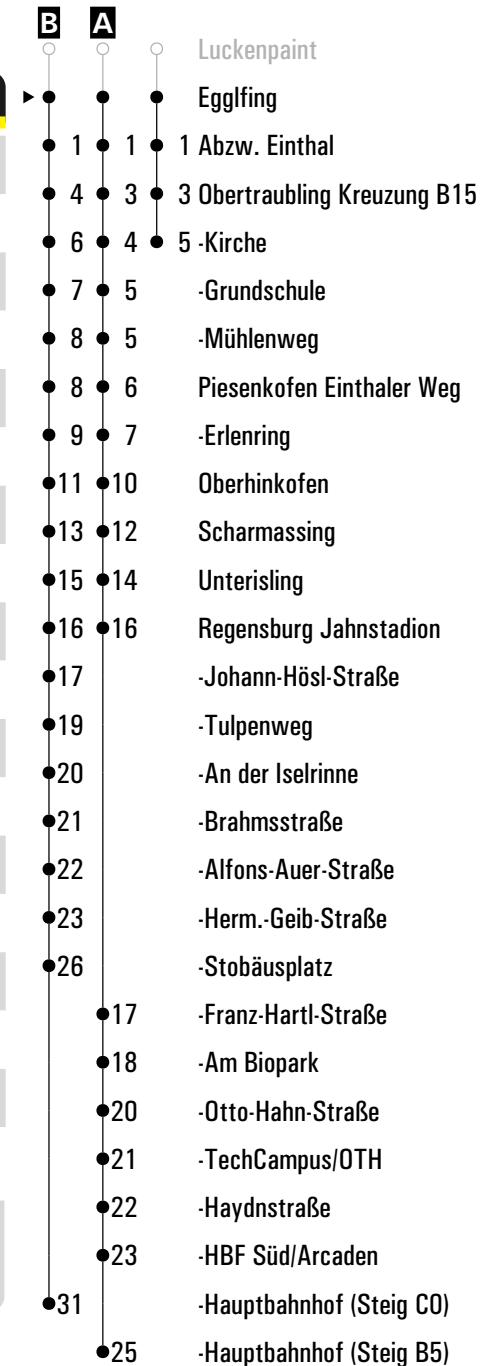 B A
Luckenpaint
Egglfing
1 1 1 Abzw. Einthal
4 3 3 Obertraubling Kreuzung B15
6 4 5 -Kirche
7 5 -Grundschule
8 5 -Mühlenweg
8 6 Piesenkofen Einthaler Weg
9 7 -Erlenring
11 10 Oberhinkofen
13 12 Scharmassing
15 14 Unterisling
16 16 Regensburg Jahnstadion
17 -Johann-Hösl-Straße
19 -Tulpenweg
20 -An der Iselrinne
21 -Brahmsstraße
22 -Alfons-Auer-Straße
23 -Herm.-Geib-Straße
26 -Stobäusplatz
17 -Franz-Hartl-Straße
18 -Am Biopark
20 -Otto-Hahn-Straße
21 -TechCampus/OTH
22 -Haydnstraße
23 -HBF Süd/Arcaden
31 -Hauptbahnhof (Steig C0)
25 -Hauptbahnhof (Steig B5)